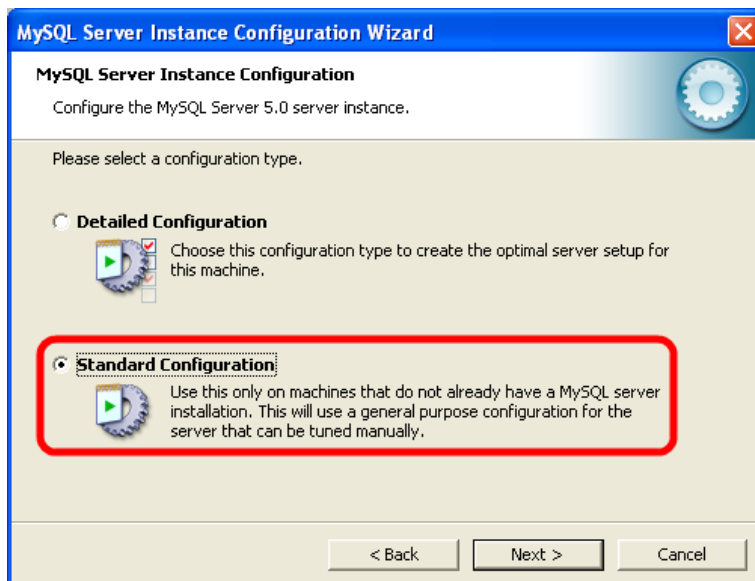 MySQL Server Instance Configuration Wizard
MySQL Server Instance Configuration
Configure the MySQL Server 5.0 server instance.
Please select a configuration type.
Detailed Configuration
Choose this configuration type to create the optimal server setup for
this machine.
Standard Configuration
Use this only on machines that do not already have a MySQL server
installation. This will use a general purpose configuration for the
server that can be tuned manually.
< Back Next > Cancel